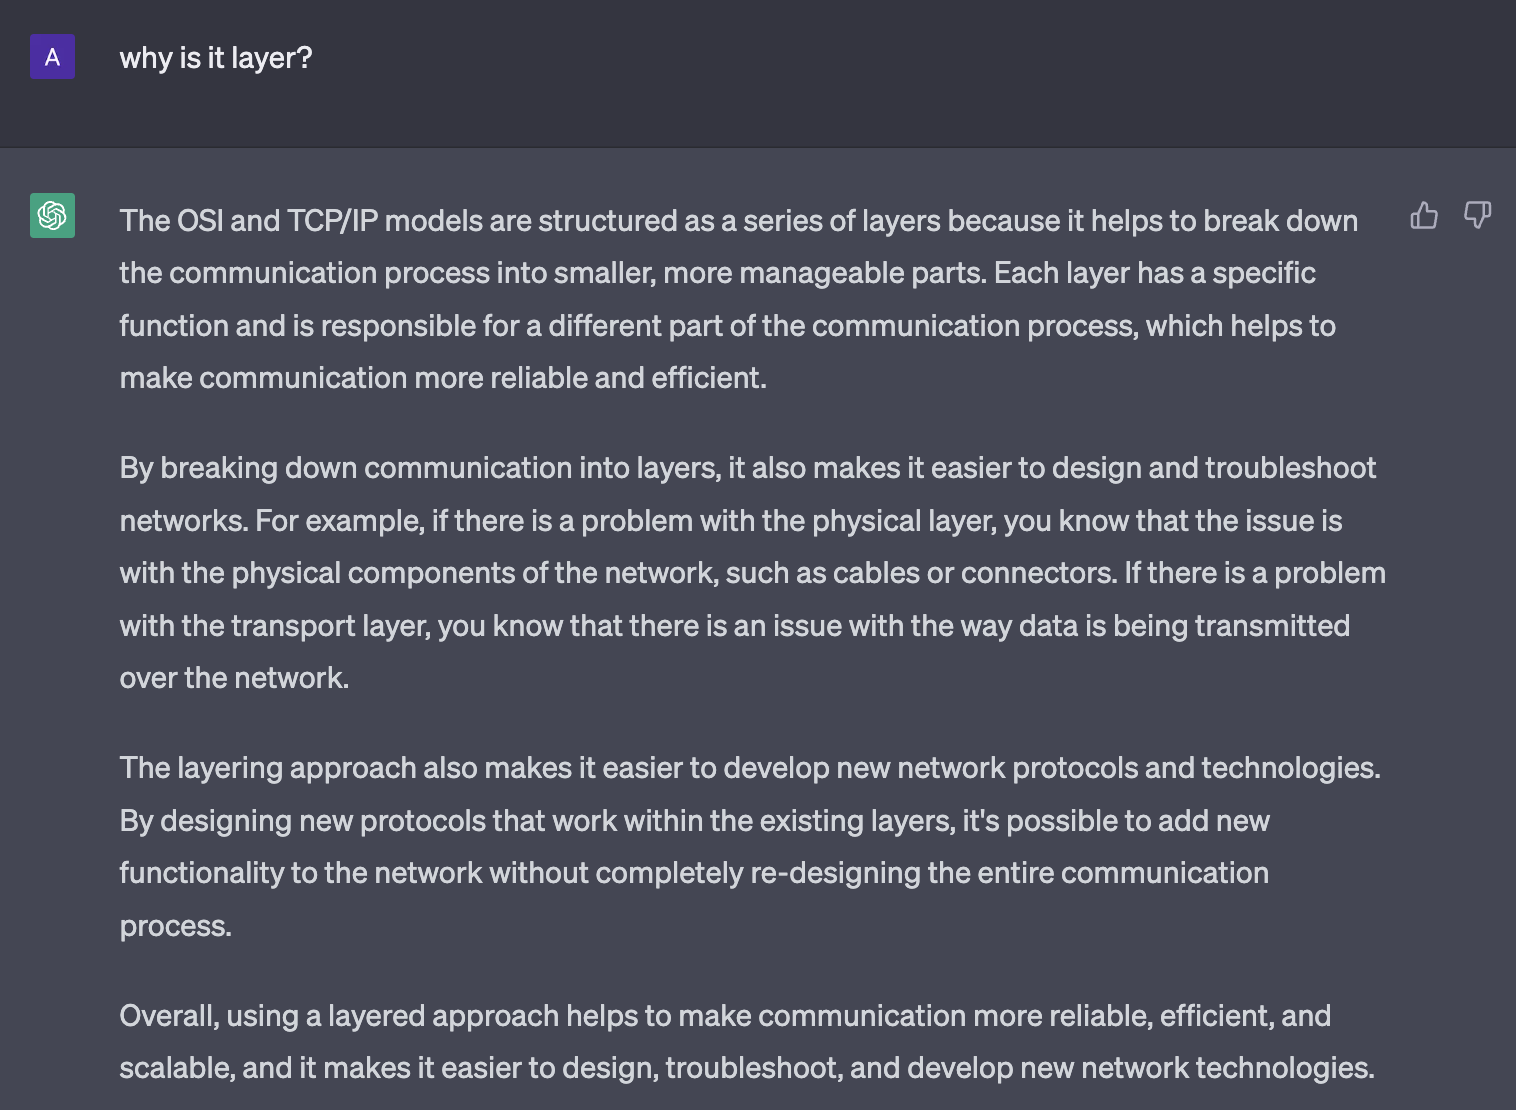 A
why is it layer?
The OSI and TCP/IP models are structured as a series of layers because it helps to break down
the communication process into smaller, more manageable parts. Each layer has a specific
function and is responsible for a different part of the communication process, which helps to
make communication more reliable and efficient.
By breaking down communication into layers, it also makes it easier to design and troubleshoot
networks. For example, if there is a problem with the physical layer, you know that the issue is
with the physical components of the network, such as cables or connectors. If there is a problem
with the transport layer, you know that there is an issue with the way data is being transmitted
over the network.
The layering approach also makes it easier to develop new network protocols and technologies.
By designing new protocols that work within the existing layers, it's possible to add new
functionality to the network without completely re-designing the entire communication
process.
Overall, using a layered approach helps to make communication more reliable, efficient, and
scalable, and it makes it easier to design, troubleshoot, and develop new network technologies.